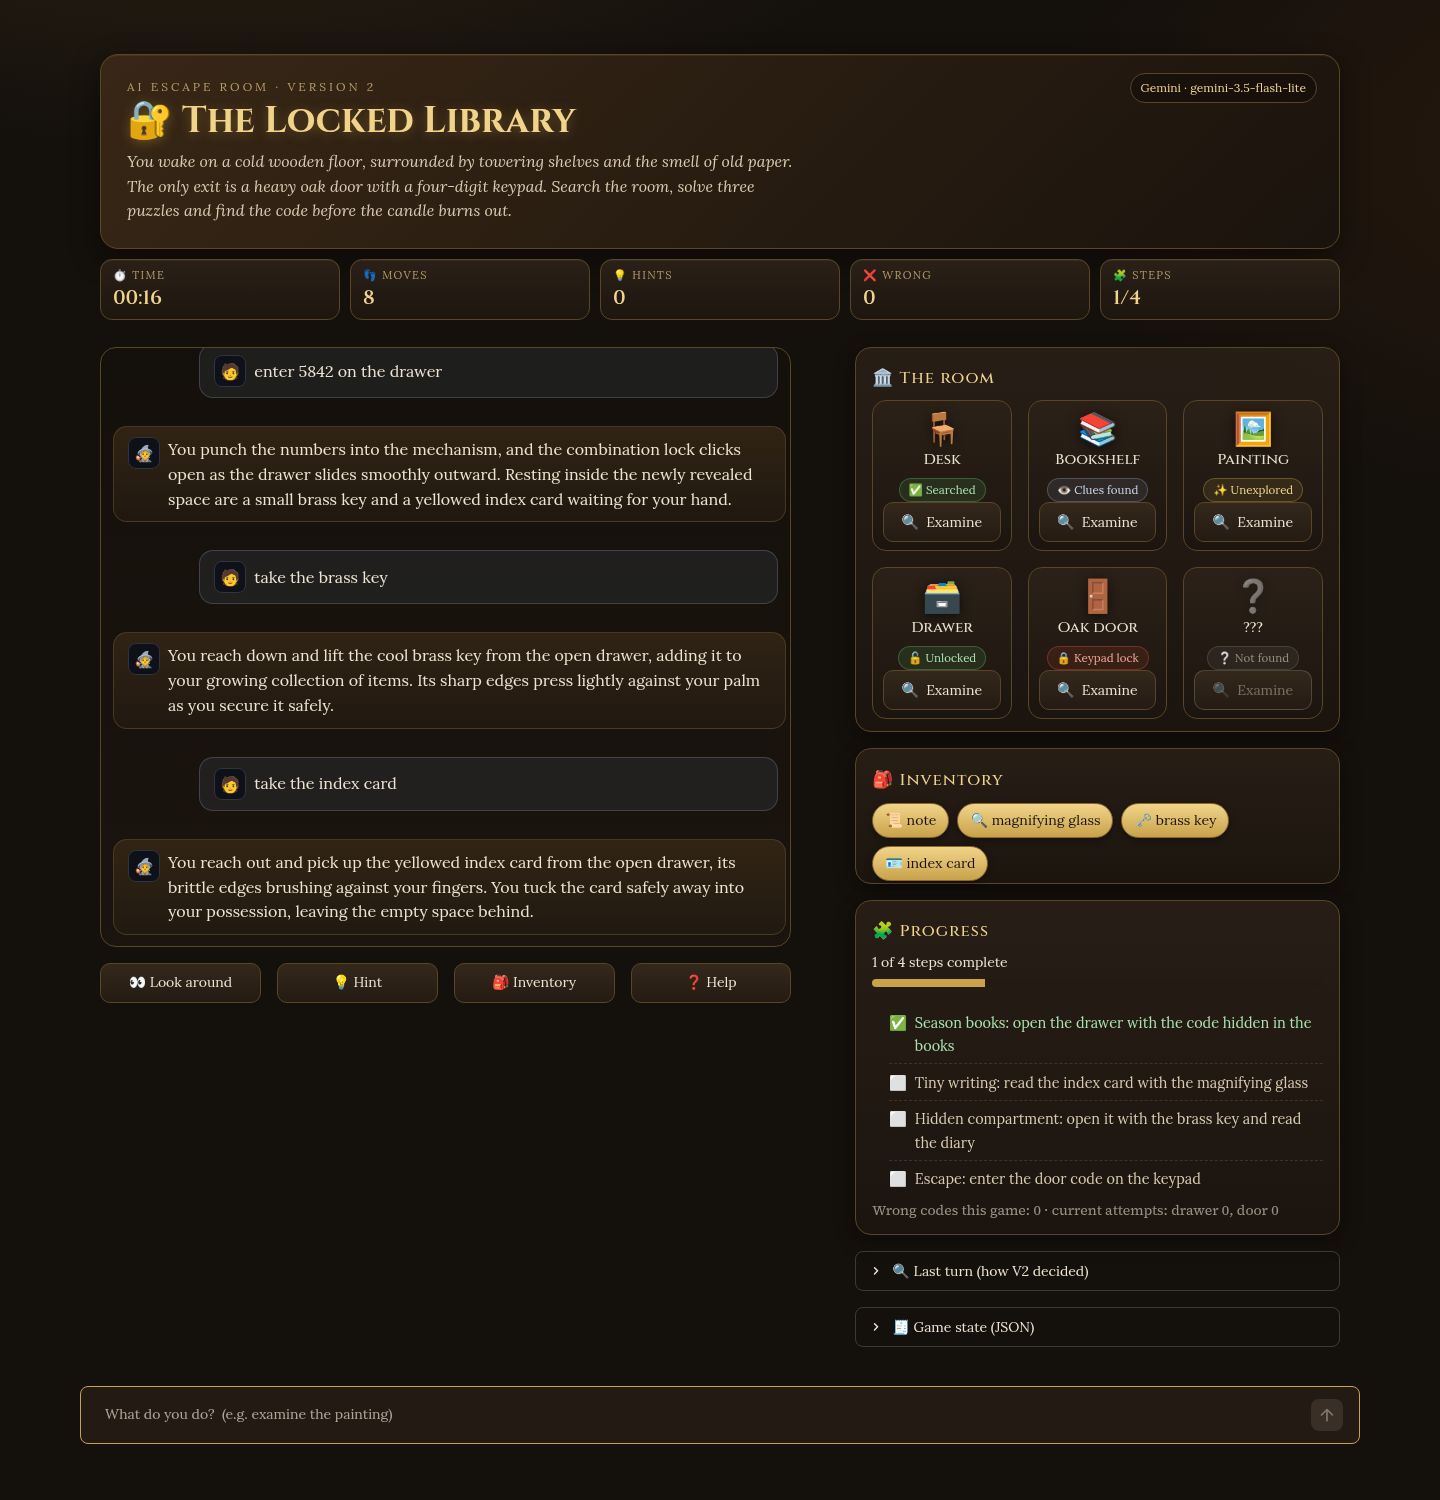 AI ESCAPE ROOM · VERSION 2
🔐 The Locked Library
Gemini · gemini-3.5-flash-lite
You wake on a cold wooden floor, surrounded by towering shelves and the smell of old paper.
The only exit is a heavy oak door with a four-digit keypad. Search the room, solve three
puzzles and find the code before the candle burns out.
⏱️ TIME
00:16
👣 MOVES
8
💡 HINTS
0
❌ WRONG
0
🧩 STEPS
1/4
enter 5842 on the drawer
You punch the numbers into the mechanism, and the combination lock clicks
open as the drawer slides smoothly outward. Resting inside the newly revealed
space are a small brass key and a yellowed index card waiting for your hand.
take the brass key
You reach down and lift the cool brass key from the open drawer, adding it to
your growing collection of items. Its sharp edges press lightly against your palm
as you secure it safely.
take the index card
You reach out and pick up the yellowed index card from the open drawer, its
brittle edges brushing against your fingers. You tuck the card safely away into
your possession, leaving the empty space behind.
👀 Look around
💡 Hint
🎒 Inventory
❓ Help
🏛️ The room
Desk
✅ Searched
🔍 Examine
Bookshelf
👁️ Clues found
🔍 Examine
Painting
✨ Unexplored
🔍 Examine
Drawer
🔓 Unlocked
🔍 Examine
Oak door
🔒 Keypad lock
🔍 Examine
❓
???
❓ Not found
🔍 Examine
🎒 Inventory
📜 note
🔍 magnifying glass
🗝️ brass key
🪪 index card
🧩 Progress
1 of 4 steps complete
✅ Season books: open the drawer with the code hidden in the
books
⬜ Tiny writing: read the index card with the magnifying glass
⬜ Hidden compartment: open it with the brass key and read
the diary
⬜ Escape: enter the door code on the keypad
Wrong codes this game: 0 · current attempts: drawer 0, door 0
🔍 Last turn (how V2 decided)
🧾 Game state (JSON)
What do you do? (e.g. examine the painting)